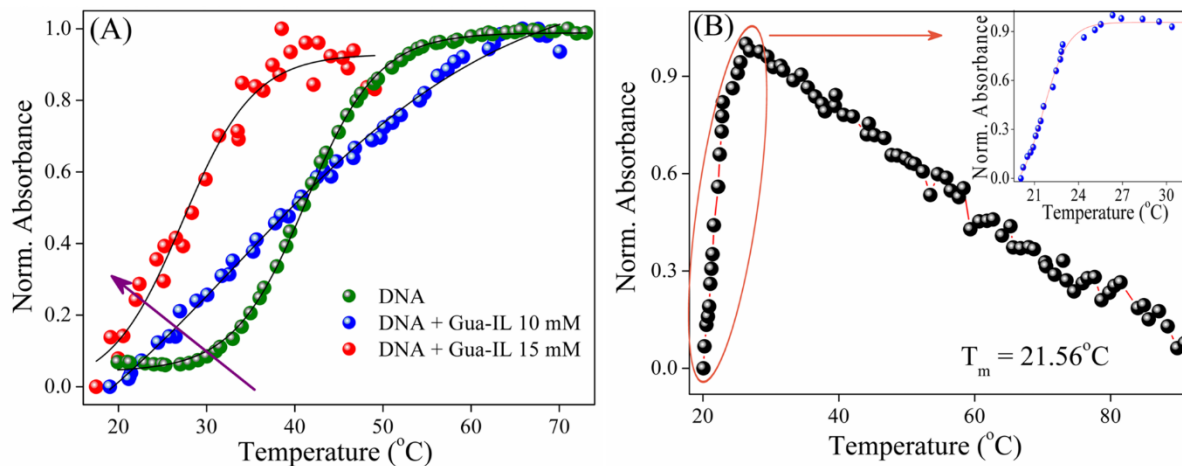 (A)
Norm. Absorbance
1.0
0.8
0.6
0.4
0.2
0.0
DNA
DNA + Gua-IL 10 mM
DNA + Gua-IL 15 mM
20 30 40 50 60 70
Temperature (°C)
(B)
Norm. Absorbance
0.9
0.6
0.3
0.0
Tm = 21.56°C
20 40 60 80
Temperature (°C)
Norm. Absorbance
0.9
0.6
0.3
0.0
21 24 27 30
Temperature (°C)